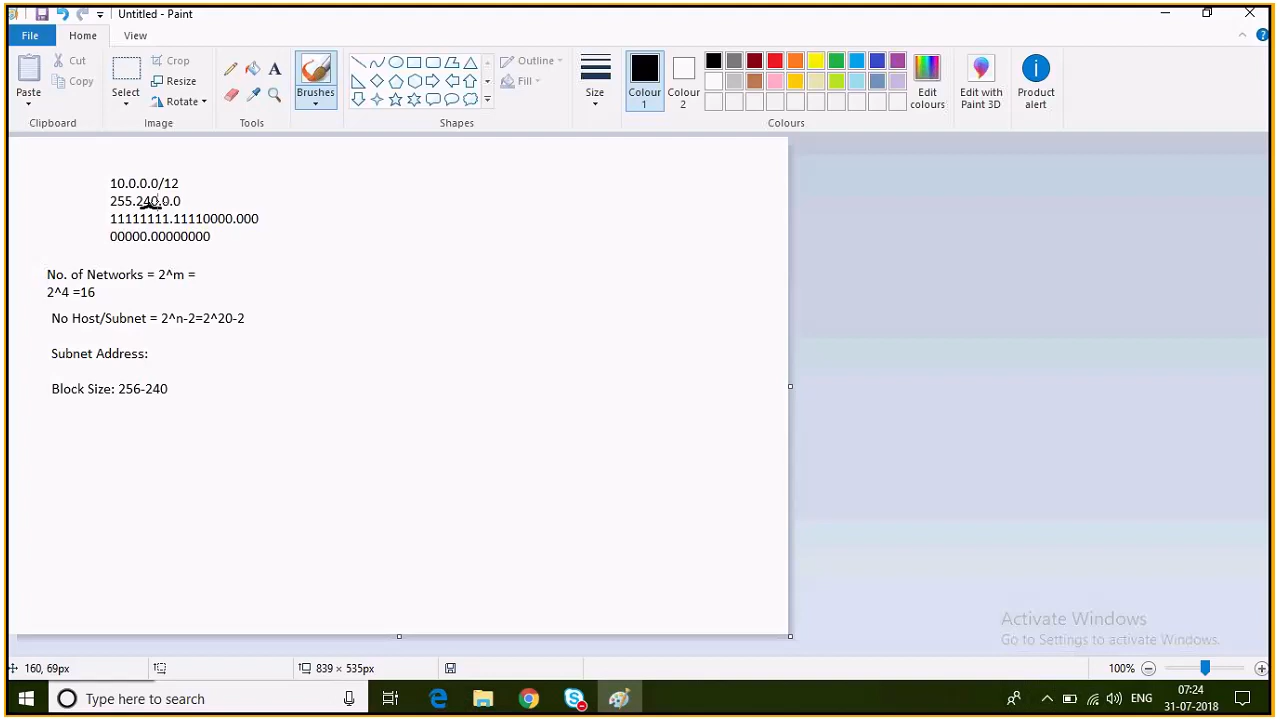 Untitled - Paint
File Home View
Paste
Cut
Copy
Clipboard
Select
Crop
Resize
Rotate
Image
A
Tools
Brushes
Outline
Fill
Shapes
Size
Colour 1
Colour 2
Edit colours
Colours
Edit with Paint 3D
Product alert
10.0.0.0/12
255.240.0.0
11111111.11110000.000
00000.00000000
No. of Networks = 2^m =
2^4 =16
No Host/Subnet = 2^n-2=2^20-2
Subnet Address:
Block Size: 256-240
Activate Windows
Go to Settings to activate Windows.
160, 69px
839 × 535px
100%
Type here to search
ENG
07:24
31-07-2018